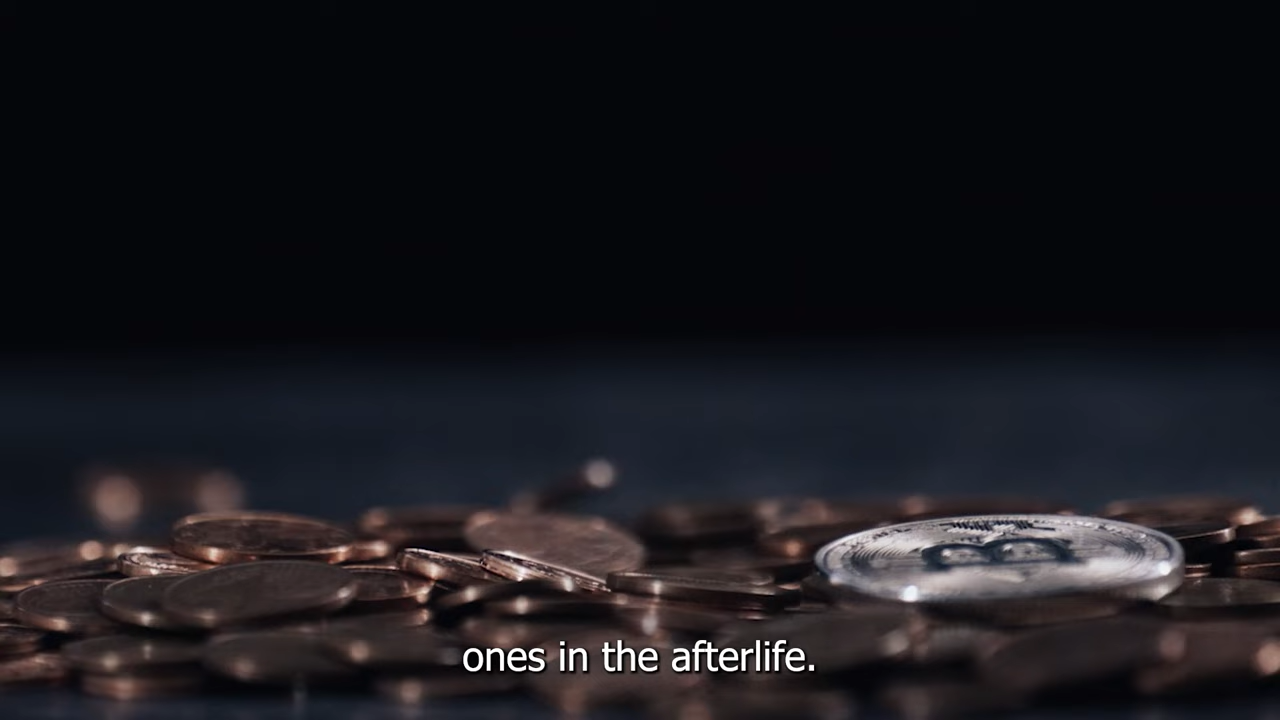 ones in the afterlife.